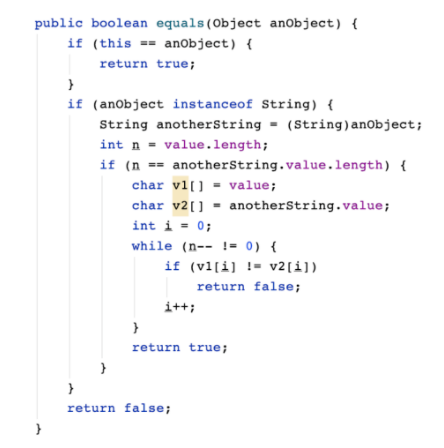 public boolean equals(Object anObject) {
    if (this == anObject) {
        return true;
    }
    if (anObject instanceof String) {
        String anotherString = (String)anObject;
        int n = value.length;
        if (n == anotherString.value.length) {
            char v1[] = value;
            char v2[] = anotherString.value;
            int i = 0;
            while (n-- != 0) {
                if (v1[i] != v2[i])
                    return false;
                i++;
            }
            return true;
        }
    }
    return false;
}